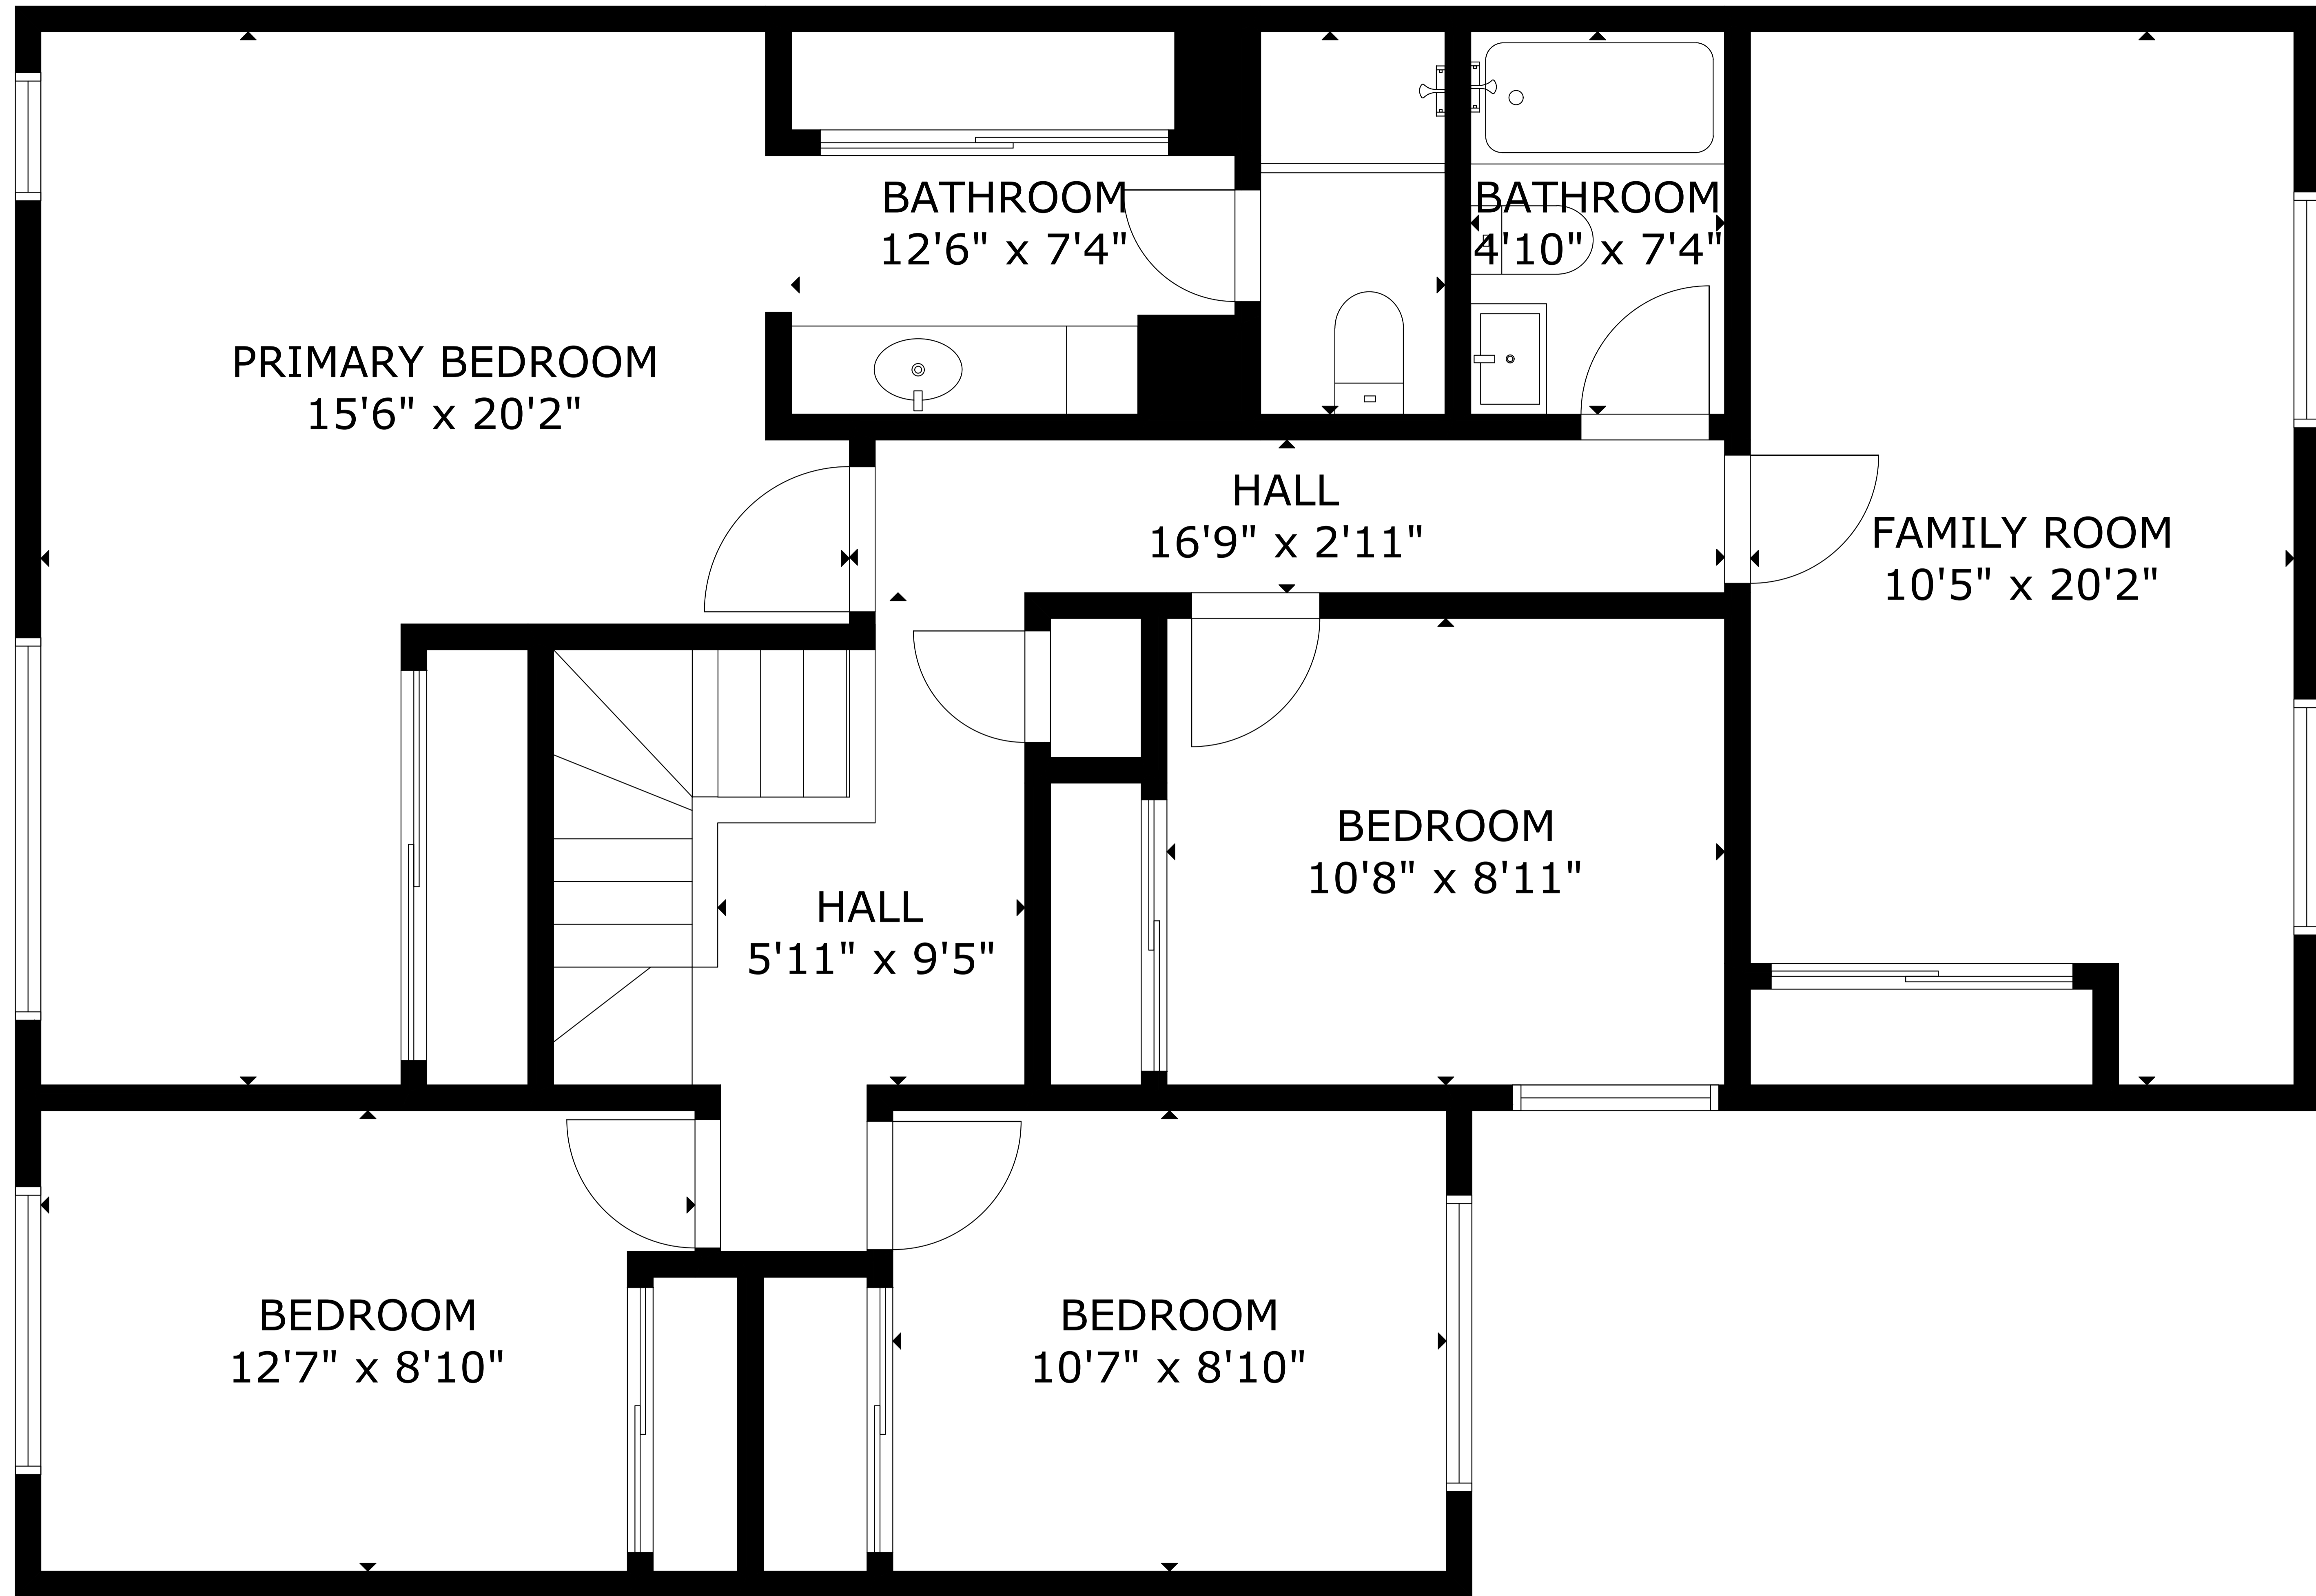 BATHROOM
12'6" x 7'4"
BATHROOM
4'10" x 7'4"
PRIMARY BEDROOM
15'6" x 20'2"
HALL
16'9" x 2'11"
FAMILY ROOM
10'5" x 20'2"
BEDROOM
10'8" x 8'11"
HALL
5'11" x 9'5"
BEDROOM
12'7" x 8'10"
BEDROOM
10'7" x 8'10"